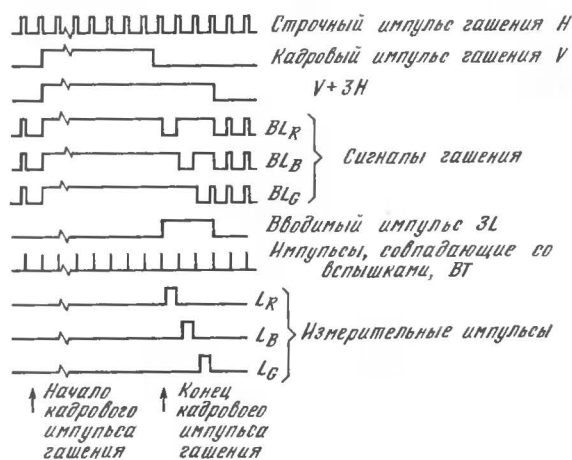 Строчный импульс гашения H
Кадровый импульс гашения V
V+3H
BL_R
BL_B
Сигналы гашения
BL_G
Вводимый импульс 3L
Импульсы, совпадающие со
вспышками, BT
L_R
L_B
Измерительные импульсы
L_G
Начало
кадрового
импульса
гашения
Конец
кадрового
импульса
гашения